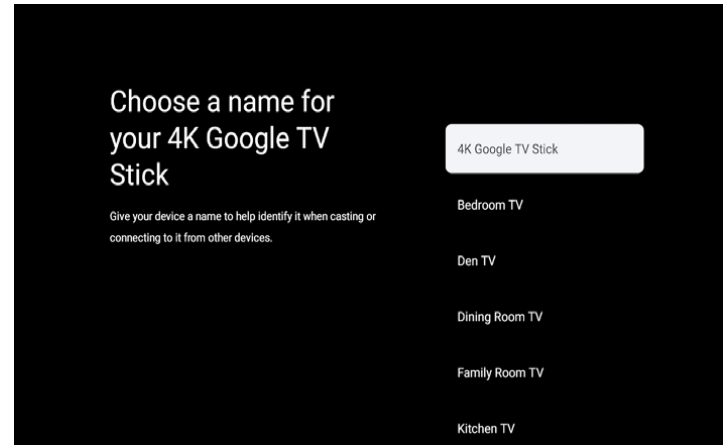 Choose a name for
your 4K Google TV
Stick
Give your device a name to help identify it when casting or
connecting to it from other devices.
4K Google TV Stick
Bedroom TV
Den TV
Dining Room TV
Family Room TV
Kitchen TV